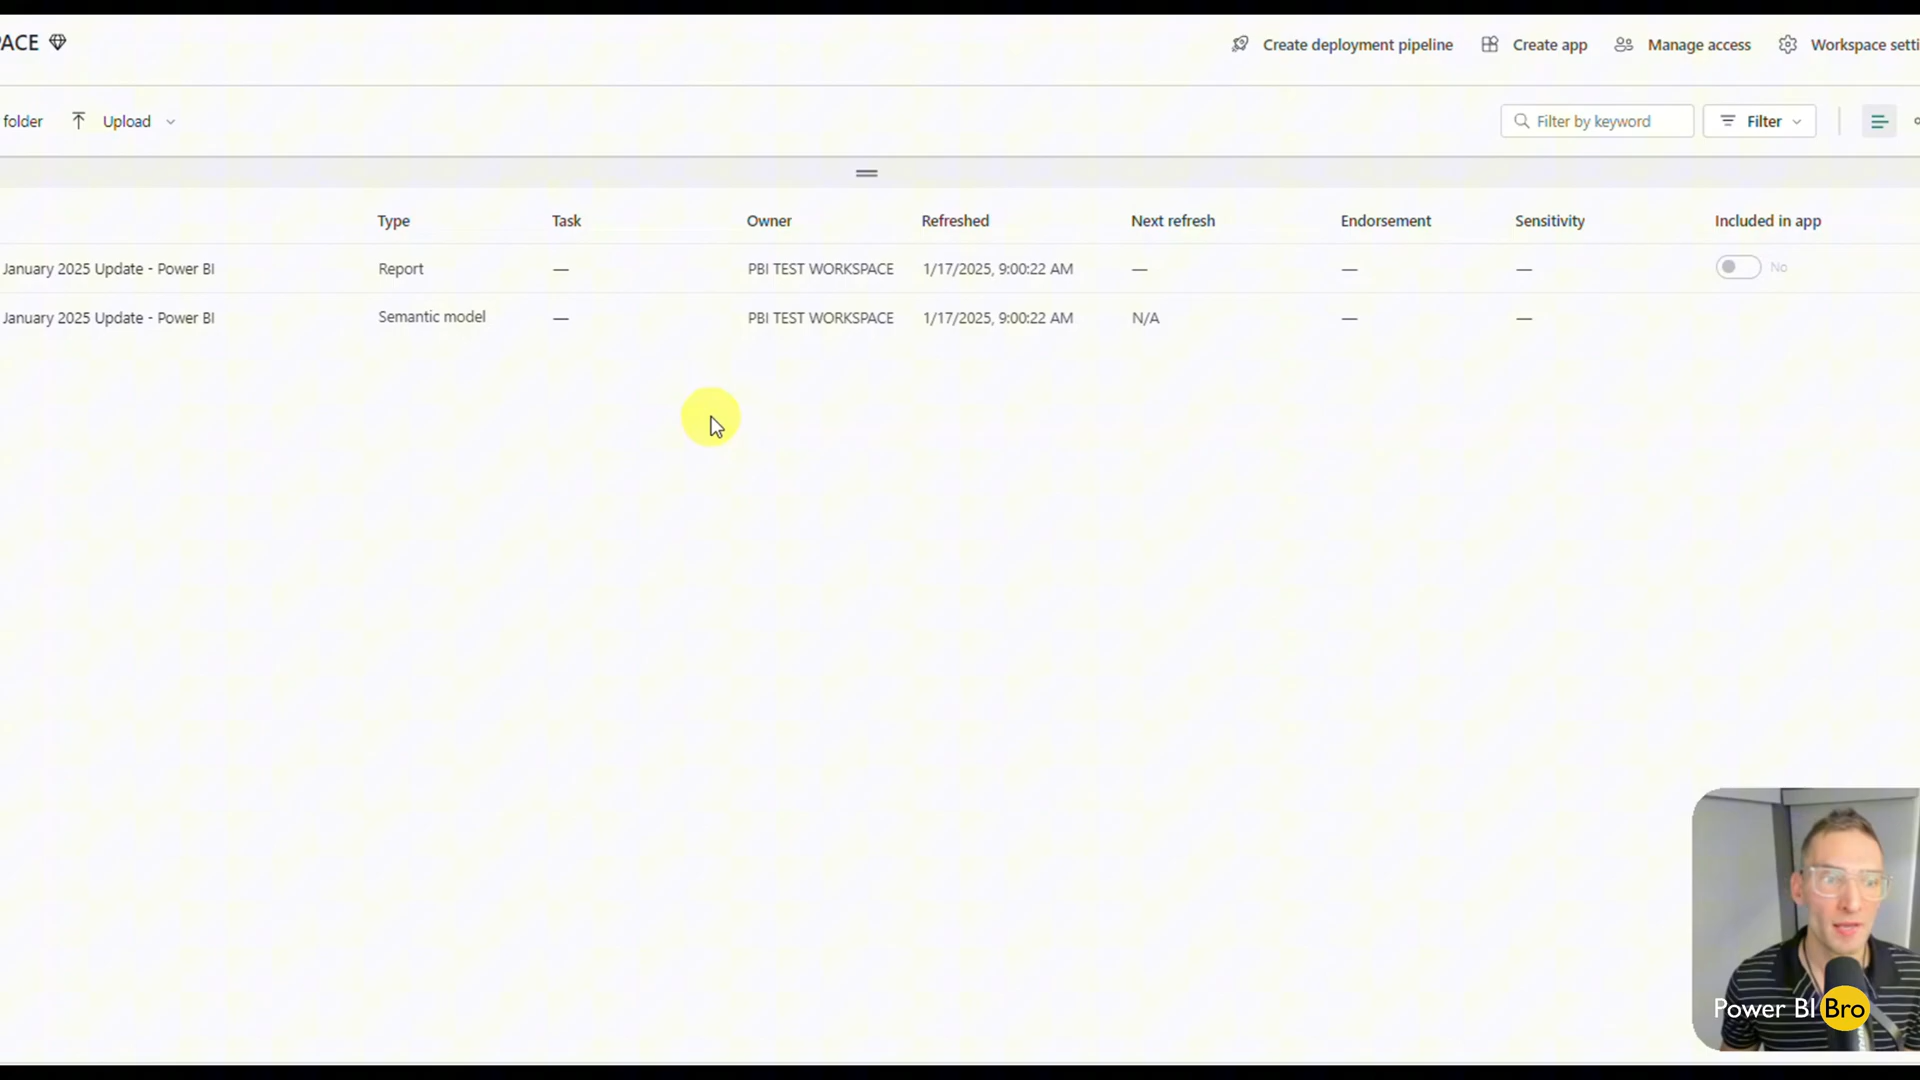 PACE
Create deployment pipeline Create app Manage access Workspace setti
folder Upload Filter by keyword Filter
Type Task Owner Refreshed Next refresh Endorsement Sensitivity Included in app
January 2025 Update - Power BI Report — PBI TEST WORKSPACE 1/17/2025, 9:00:22 AM — — — No
January 2025 Update - Power BI Semantic model — PBI TEST WORKSPACE 1/17/2025, 9:00:22 AM N/A — —
Power BI Bro